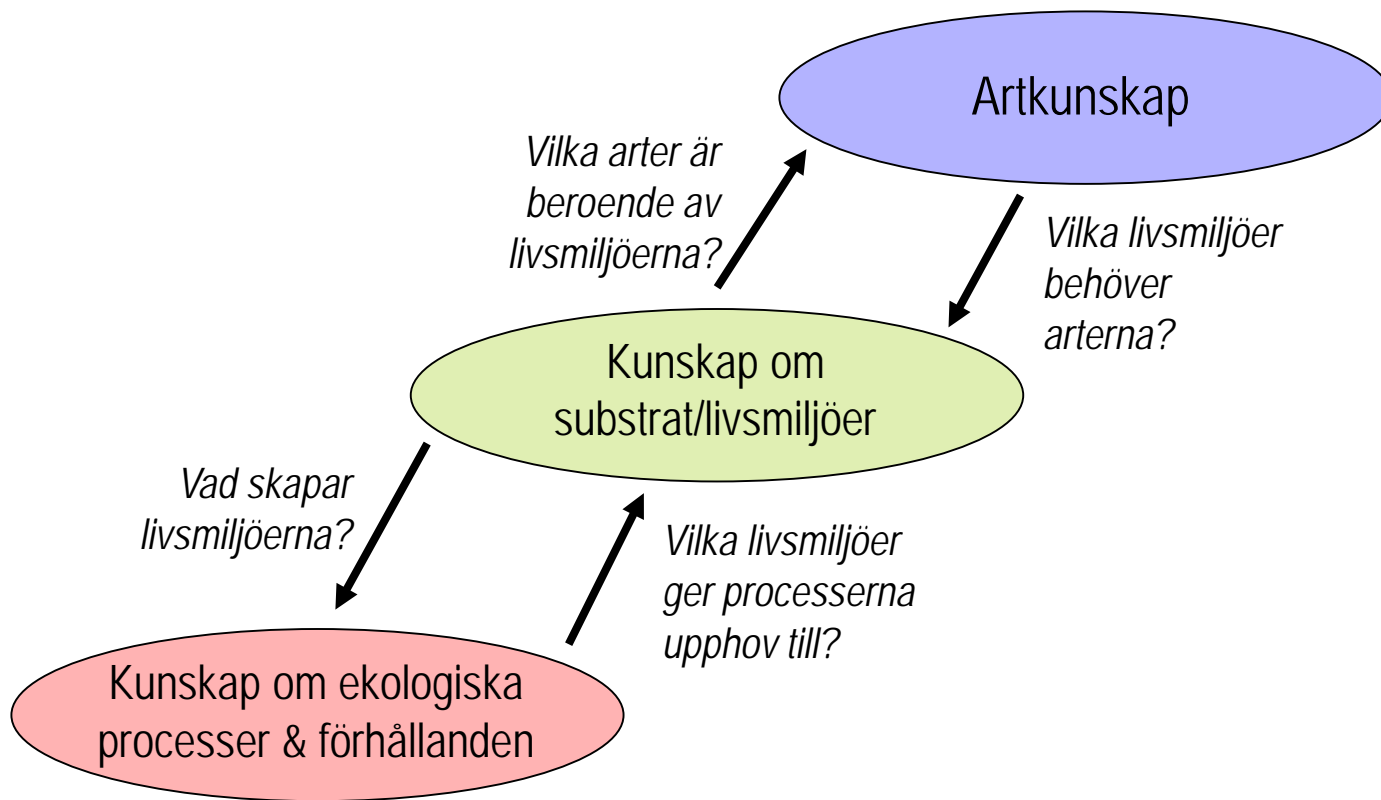 Artkunskap
Vilka arter är
beroende av
livsmiljöerna?
Vilka livsmiljöer
behöver
arterna?
Kunskap om
substrat/livsmiljöer
Vad skapar
livsmiljöerna?
Vilka livsmiljöer
ger processerna
upphov till?
Kunskap om ekologiska
processer & förhållanden